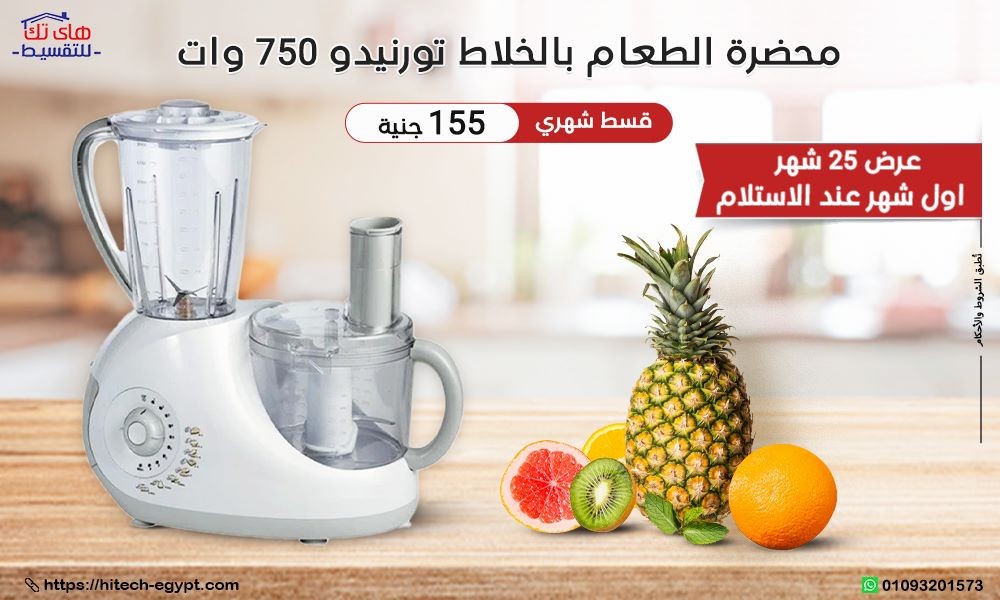 هاى تك
-للتقسيط-
محضرة الطعام بالخلاط تورنيدو 750 وات
قسط شهري 155 جنية
عرض 25 شهر
اول شهر عند الاستلام
تُطبق الشروط والأحكام
https://hitech-egypt.com
01093201573